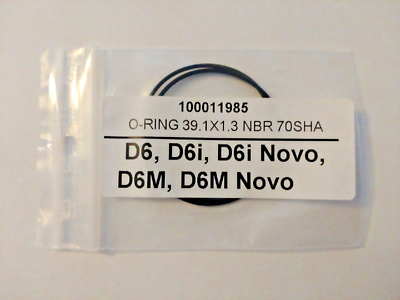 100011985
O-RING 39.1X1.3 NBR 70SHA
D6, D6i, D6i Novo,
D6M, D6M Novo